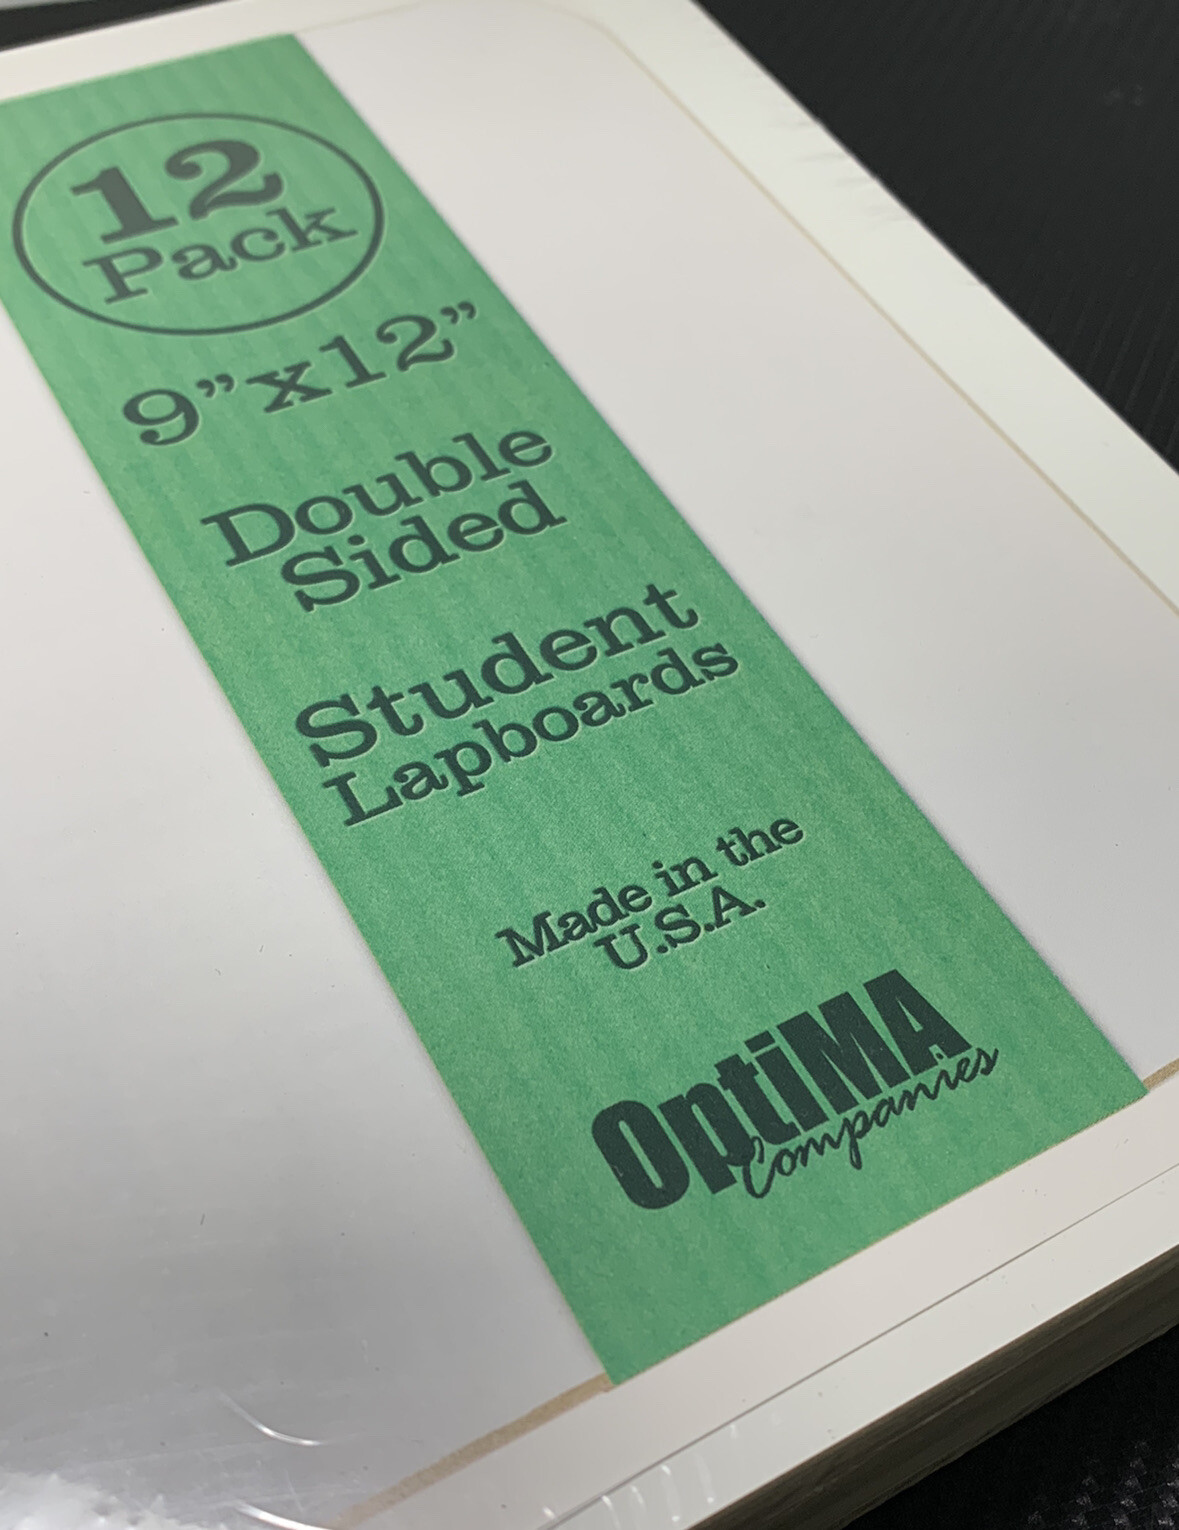 12
Pack
9”x12”
Double
Sided
Student
Lapboards
Made in the
U.S.A.
OptiMA
Companies